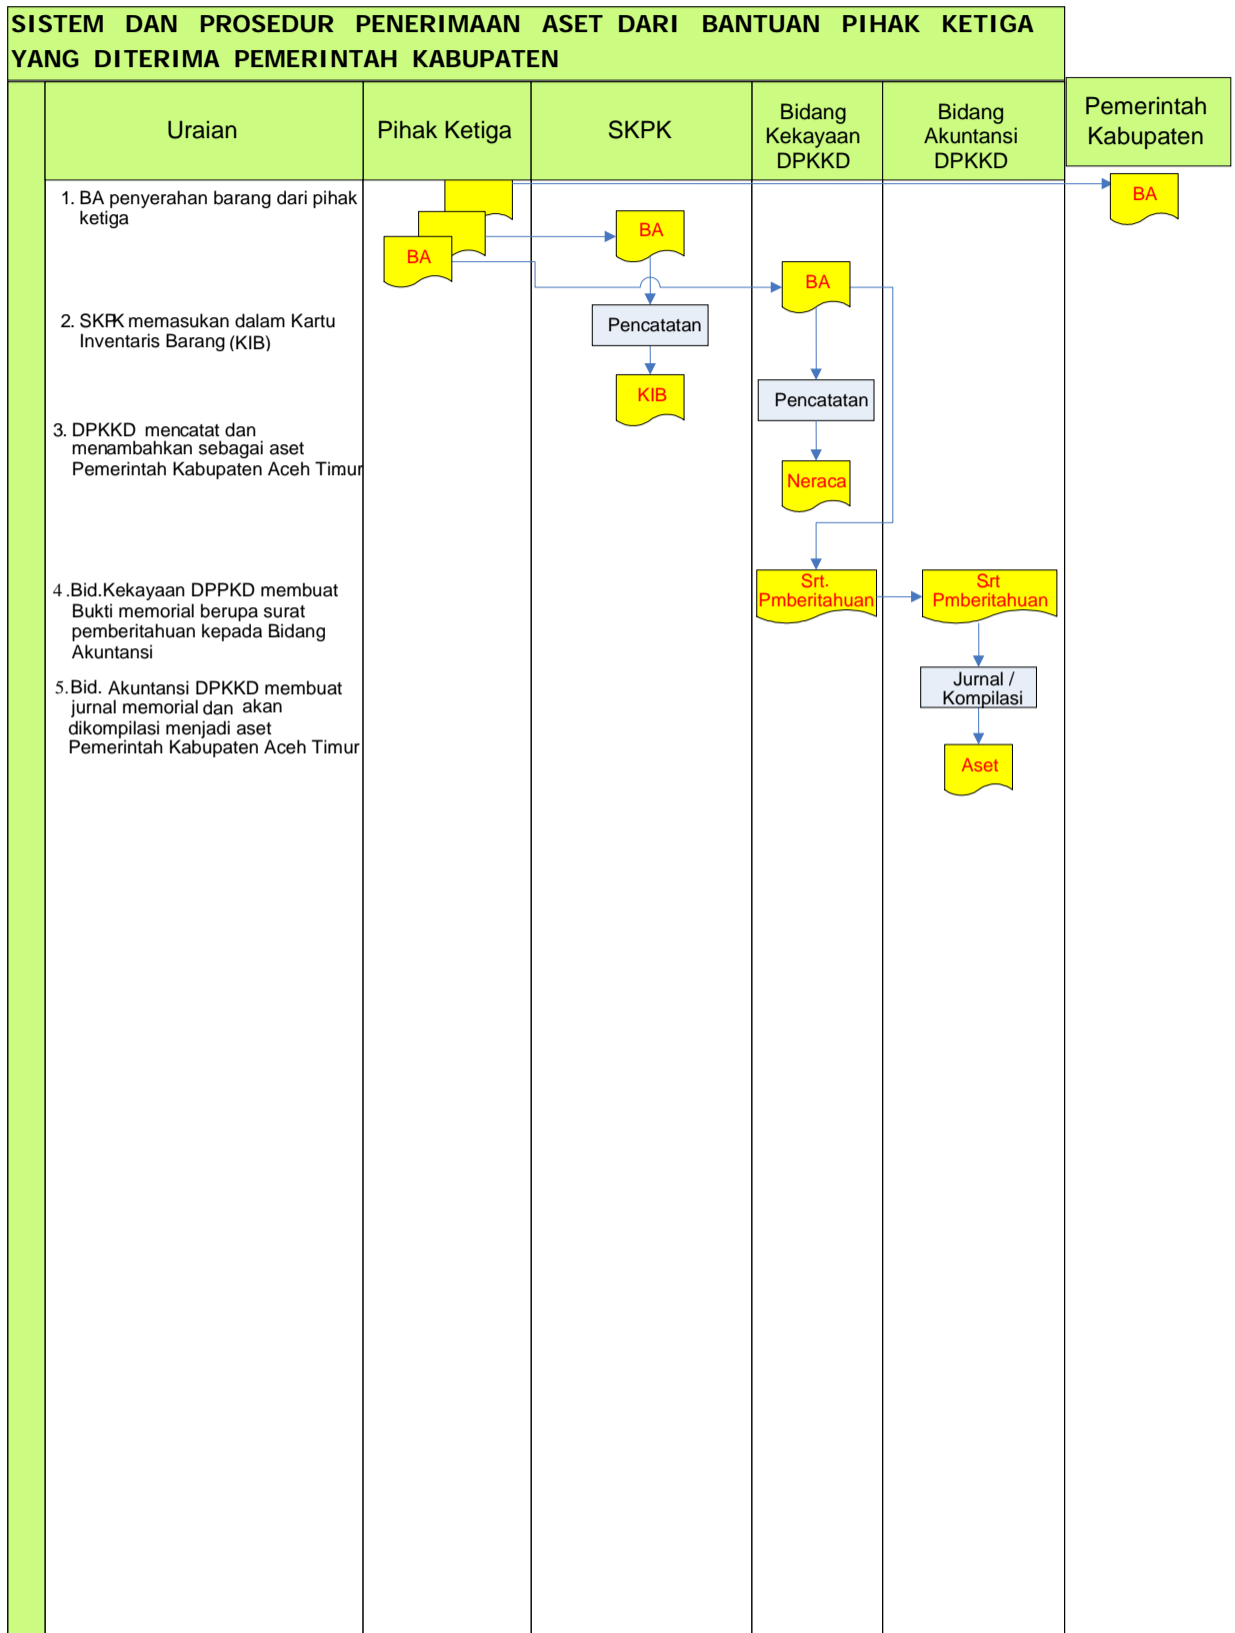 SISTEM DAN PROSEDUR PENERIMAAN ASET DARI BANTUAN PIHAK KETIGA
YANG DITERIMA PEMERINTAH KABUPATEN
Uraian
Pihak Ketiga
SKPK
Bidang
Kekayaan
DPKKD
Bidang
Akuntansi
DPKKD
Pemerintah
Kabupaten
1. BA penyerahan barang dari pihak
ketiga
BA
BA
BA
BA
2. SKPK memasukan dalam Kartu
Inventaris Barang (KIB)
Pencatatan
KIB
Pencatatan
3. DPKKD mencatat dan
menambahkan sebagai aset
Pemerintah Kabupaten Aceh Timur
Neraca
4.Bid.Kekayaan DPPKD membuat
Bukti memorial berupa surat
pemberitahuan kepada Bidang
Akuntansi
Srt.
Pmberitahuan
Srt
Pmberitahuan
5.Bid. Akuntansi DPKKD membuat
jurnal memorial dan akan
dikompilasi menjadi aset
Pemerintah Kabupaten Aceh Timur
Jurnal /
Kompilasi
Aset